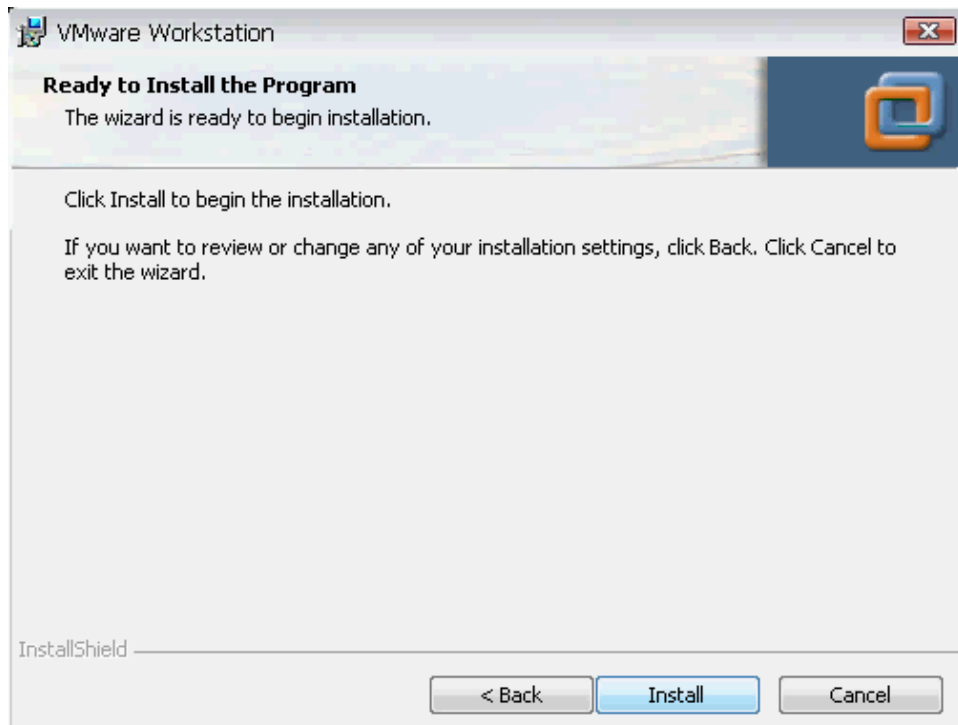 VMware Workstation
Ready to Install the Program
The wizard is ready to begin installation.
Click Install to begin the installation.
If you want to review or change any of your installation settings, click Back. Click Cancel to
exit the wizard.
InstallShield
< Back
Install
Cancel